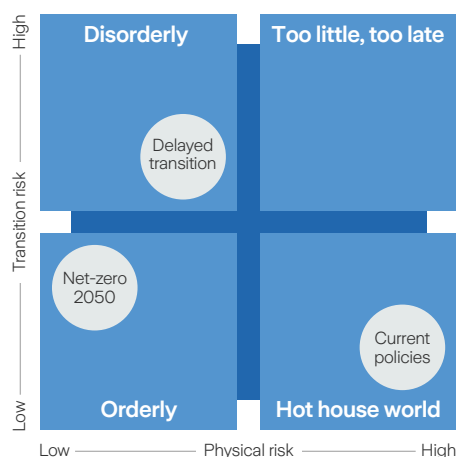 High
Transition risk
Low
Disorderly
Too little, too late
Delayed
transition
Net-zero
2050
Current
policies
Orderly
Hot house world
Low
Physical risk
High